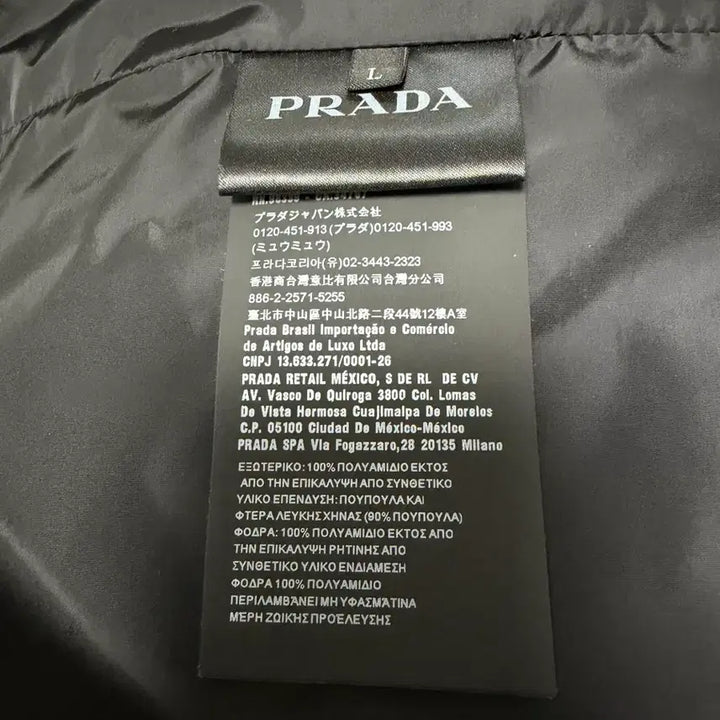 L
PRADA
プラダジャパン株式会社
0120-451-913(プラダ)0120-451-993
(ミュウミュウ)
프라다코리아(유)02-3443-2323
香港商台灣意比有限公司台灣分公司
886-2-2571-5255
臺北市中山區中山北路二段44號12樓A室
Prada Brasil Importação e Comércio
de Artigos de Luxo Ltda
CNPJ 13.633.271/0001-26
PRADA RETAIL MÉXICO, S DE RL DE CV
AV. Vasco De Quiroga 3800 Col. Lomas
De Vista Hermosa Cuajimalpa De Morelos
C.P. 05100 Ciudad De México-México
PRADA SPA Via Fogazzaro,28 20135 Milano
ΕΞΩΤΕΡΙΚΟ: 100% ΠΟΛΥΑΜΙΔΙΟ ΕΚΤΟΣ
ΑΠΟ ΤΗΝ ΕΠΙΚΑΛΥΨΗ ΑΠΟ ΣΥΝΘΕΤΙΚΟ
ΥΛΙΚΟ ΕΠΕΝΔΥΣΗ: ΠΟΥΠΟΥΛΑ ΚΑΙ
ΦΤΕΡΑ ΛΕΥΚΗΣ ΧΗΝΑΣ (90% ΠΟΥΠΟΥΛΑ)
ΦΟΔΡΑ: 100% ΠΟΛΥΑΜΙΔΙΟ ΕΚΤΟΣ ΑΠΟ
ΤΗΝ ΕΠΙΚΑΛΥΨΗ ΡΗΤΙΝΗΣ ΑΠΟ
ΣΥΝΘΕΤΙΚΟ ΥΛΙΚΟ ΕΝΔΙΑΜΕΣΗ
ΦΟΔΡΑ 100% ΠΟΛΥΑΜΙΔΙΟ
ΠΕΡΙΛΑΜΒΆΝΕΙ ΜΗ ΥΦΑΣΜΆΤΙΝΑ
ΜΈΡΗ ΖΩΙΚΉΣ ΠΡΟΈΛΕΥΣΗΣ